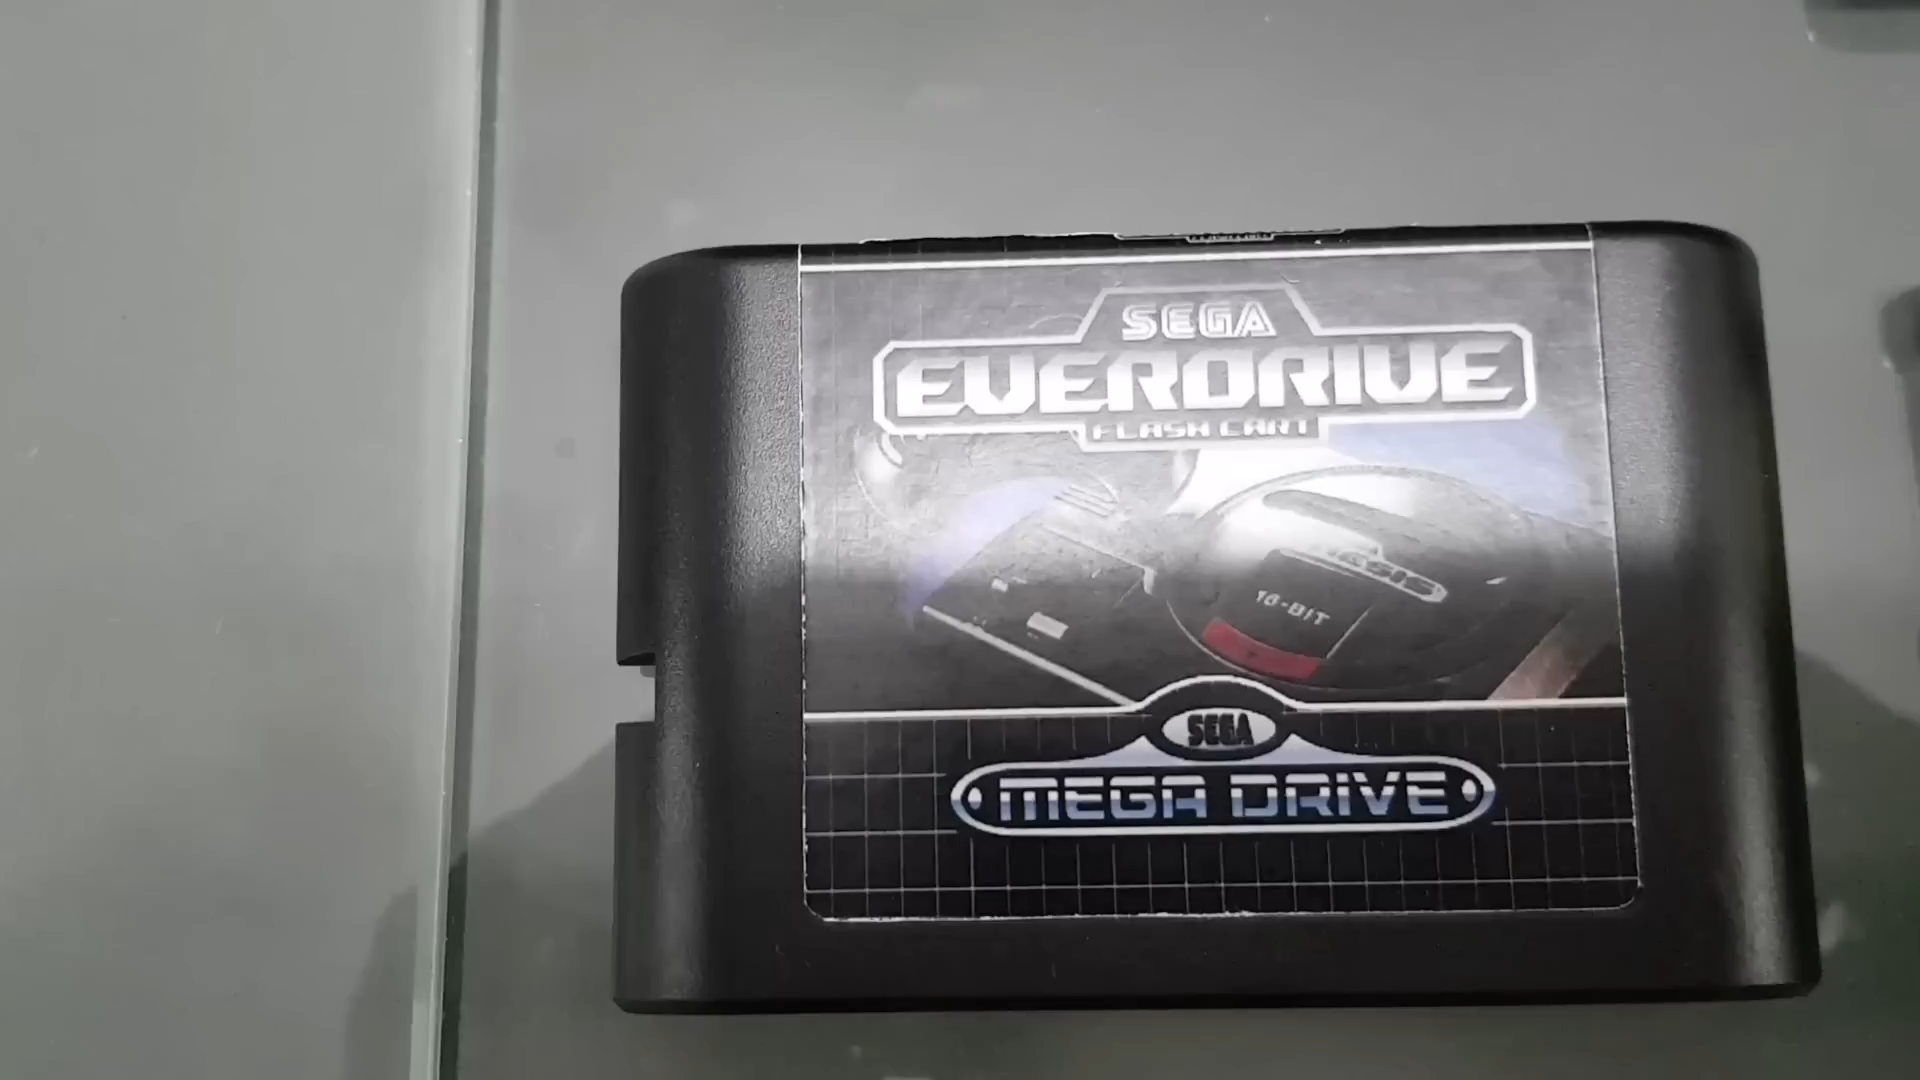 SEGA
EVERDRIVE
FLASH CART
16-BIT
SEGA
MEGA DRIVE